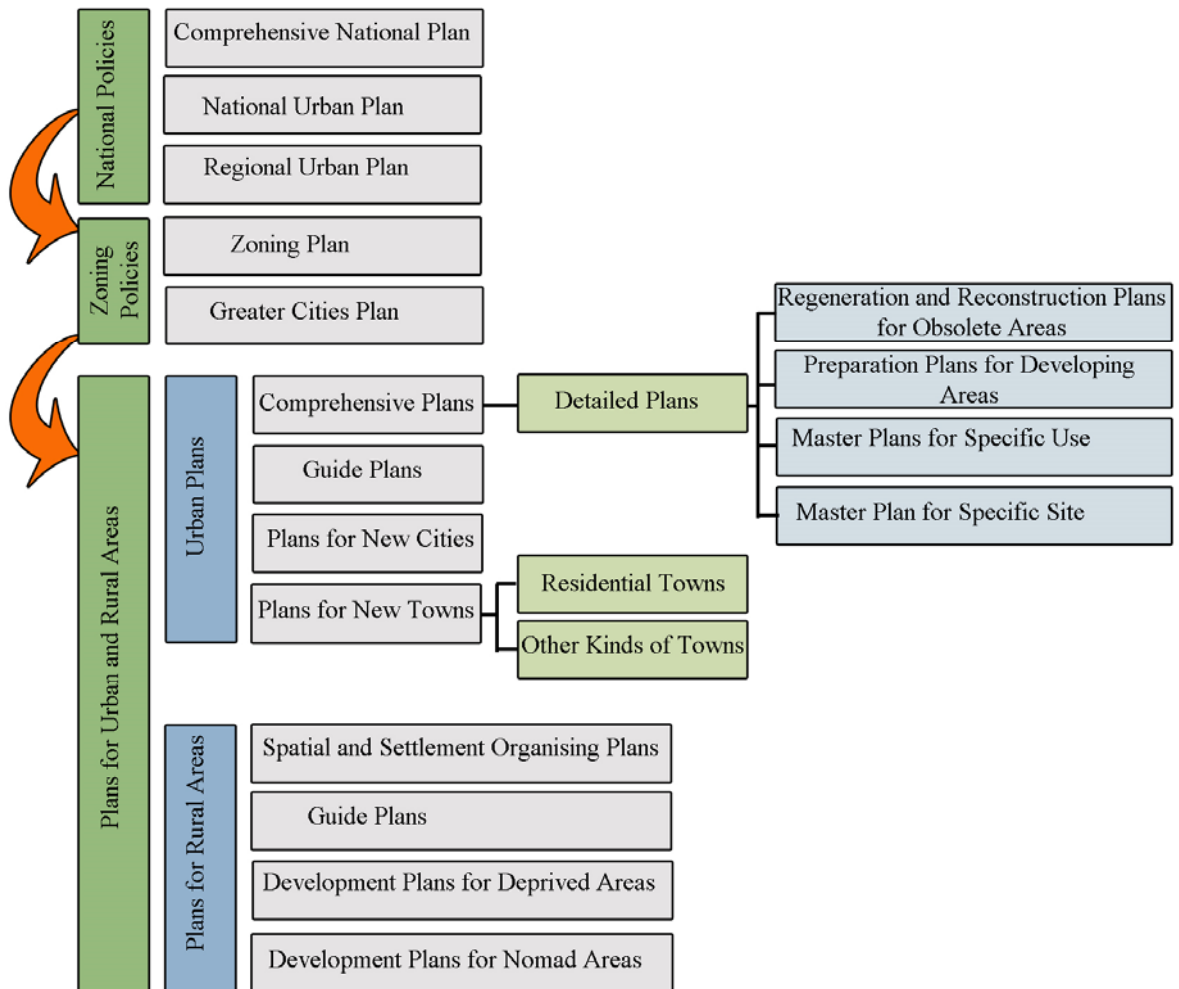 National Policies
Comprehensive National Plan
National Urban Plan
Regional Urban Plan
Zoning
Policies
Zoning Plan
Greater Cities Plan
Plans for Urban and Rural Areas
Urban Plans
Comprehensive Plans
Detailed Plans
Regeneration and Reconstruction Plans
for Obsolete Areas
Preparation Plans for Developing
Areas
Master Plans for Specific Use
Master Plan for Specific Site
Guide Plans
Plans for New Cities
Plans for New Towns
Residential Towns
Other Kinds of Towns
Plans for Rural Areas
Spatial and Settlement Organising Plans
Guide Plans
Development Plans for Deprived Areas
Development Plans for Nomad Areas